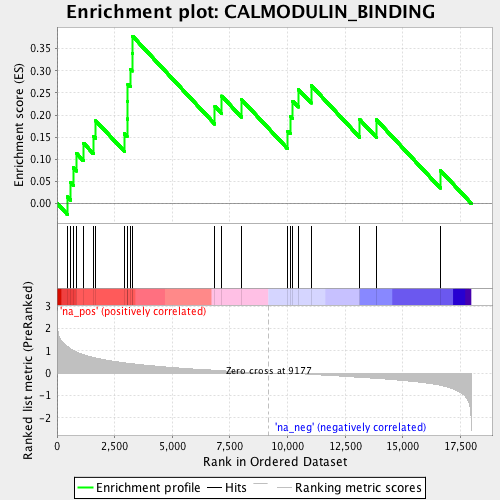 Enrichment plot: CALMODULIN_BINDING
Enrichment score (ES)
0.35
0.30
0.25
0.20
0.15
0.10
0.05
0.00
'na_pos' (positively correlated)
Ranked list metric (PreRanked)
3
2
1
0
-1
-2
Zero cross at 9177
'na_neg' (negatively correlated)
0 2,500 5,000 7,500 10,000 12,500 15,000 17,500
Rank in Ordered Dataset
Enrichment profile Hits Ranking metric scores